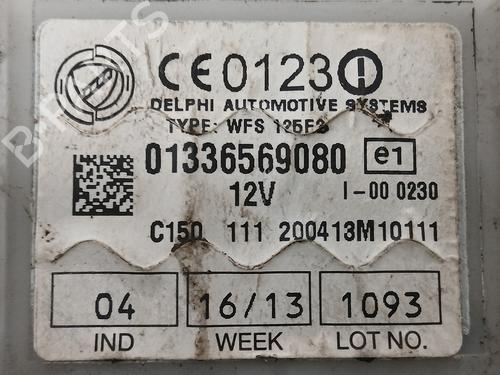 CE0123
DELPHI AUTOMOTIVE SYSTEMS
TYPE: WFS 125F2
01336569080 e1
12V I-00 0230
C150 111 200413M10111
04 16/13 1093
IND WEEK LOT NO.